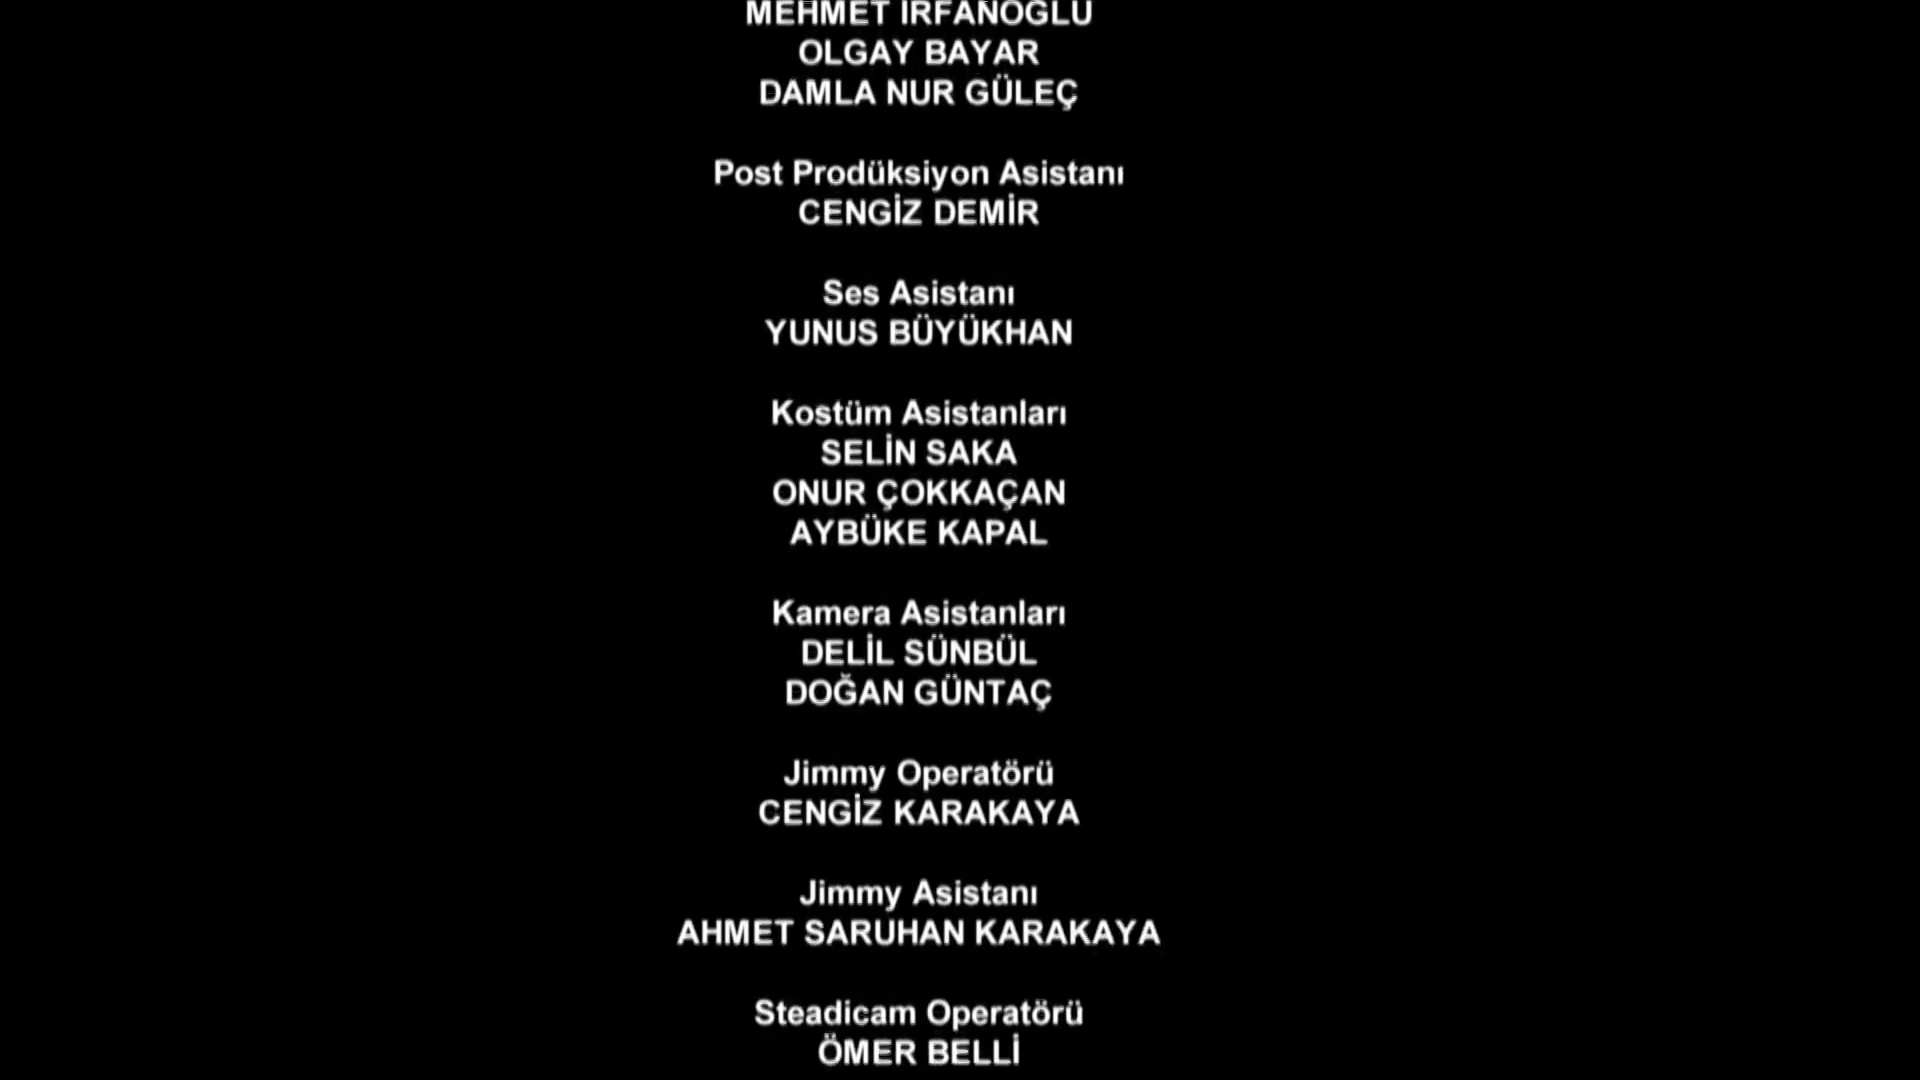 MEHMET İRFANOĞLU
OLGAY BAYAR
DAMLA NUR GÜLEÇ
Post Prodüksiyon Asistanı
CENGİZ DEMİR
Ses Asistanı
YUNUS BÜYÜKHAN
Kostüm Asistanları
SELİN SAKA
ONUR ÇOKKAÇAN
AYBÜKE KAPAL
Kamera Asistanları
DELİL SÜNBÜL
DOĞAN GÜNTAÇ
Jimmy Operatörü
CENGİZ KARAKAYA
Jimmy Asistanı
AHMET SARUHAN KARAKAYA
Steadicam Operatörü
ÖMER BELLİ